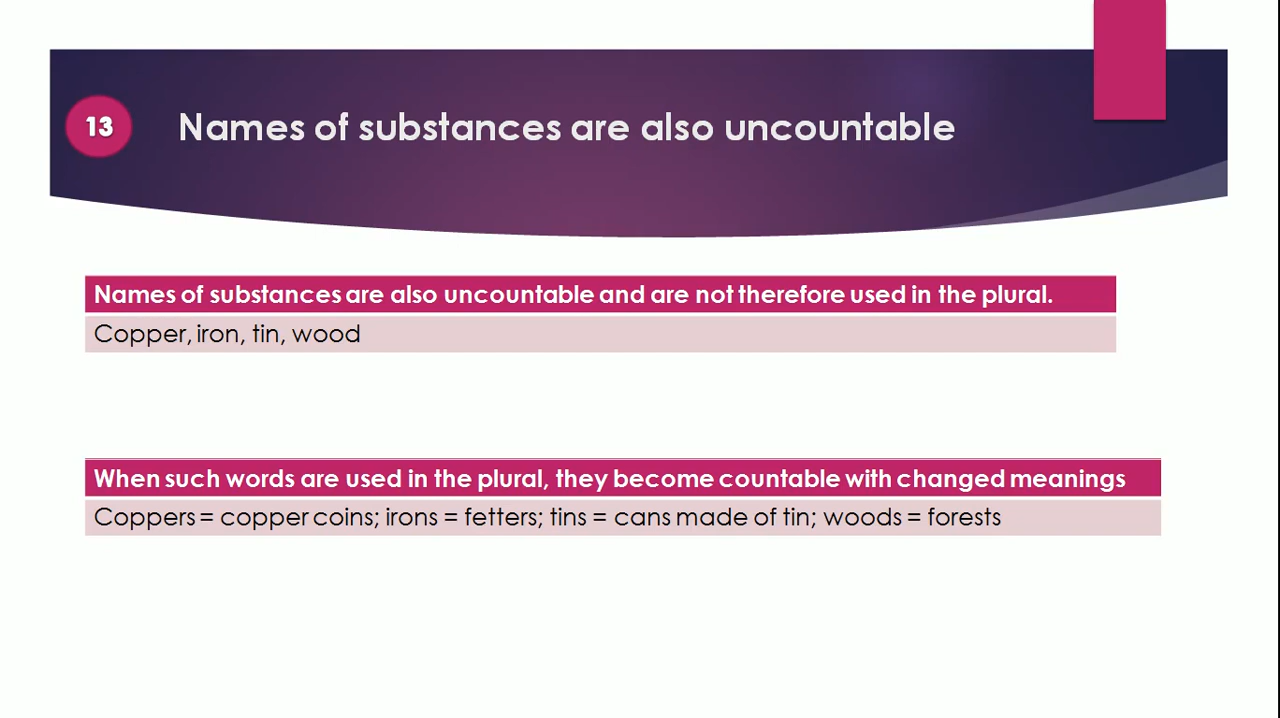 13
Names of substances are also uncountable
Names of substances are also uncountable and are not therefore used in the plural.
Copper, iron, tin, wood
When such words are used in the plural, they become countable with changed meanings
Coppers = copper coins; irons = fetters; tins = cans made of tin; woods = forests